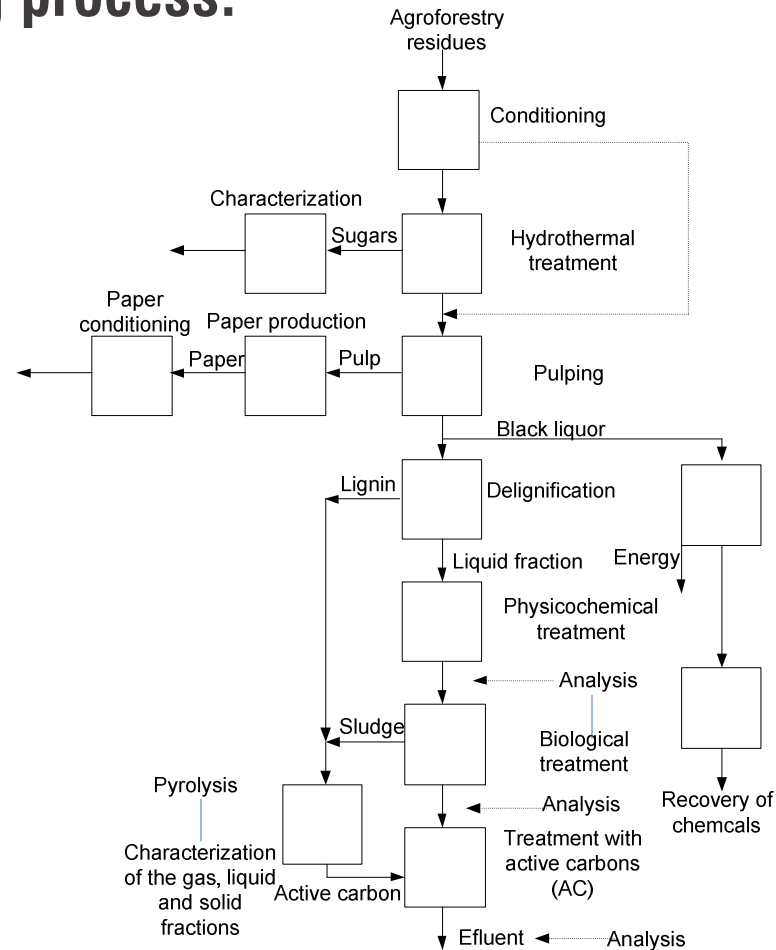 process.
Agroforestry
residues
Conditioning
Characterization
Sugars
Hydrothermal
treatment
Paper
conditioning
Paper production
Paper
Pulp
Pulping
Black liquor
Lignin
Delignification
Liquid fraction
Energy
Physicochemical
treatment
Analysis
Sludge
Biological
treatment
Pyrolysis
Analysis
Recovery of
chemcals
Characterization
of the gas, liquid
and solid
fractions
Treatment with
active carbons
(AC)
Active carbon
Efluent
Analysis